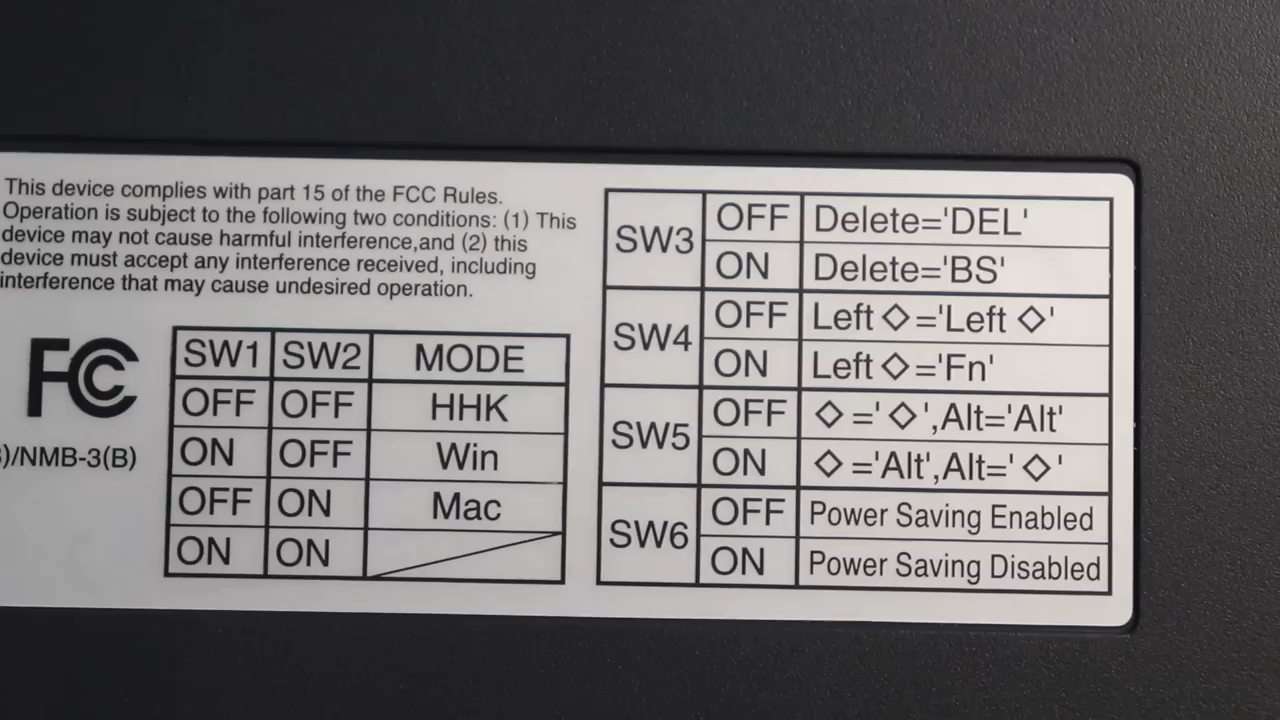 This device complies with part 15 of the FCC Rules.
Operation is subject to the following two conditions: (1) This
device may not cause harmful interference,and (2) this
device must accept any interference received, including
interference that may cause undesired operation.
FC
)/NMB-3(B)
SW1 SW2 MODE
OFF OFF HHK
ON OFF Win
OFF ON Mac
ON ON
SW3 OFF Delete='DEL'
ON Delete='BS'
SW4 OFF Left ◇='Left ◇'
ON Left ◇='Fn'
SW5 OFF ◇='◇',Alt='Alt'
ON ◇='Alt',Alt='◇'
SW6 OFF Power Saving Enabled
ON Power Saving Disabled